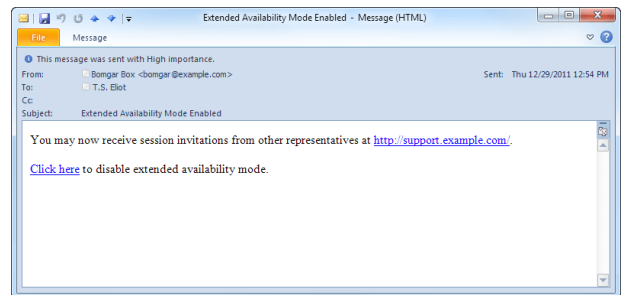 Extended Availability Mode Enabled - Message (HTML)
File Message
This message was sent with High importance.
From: Bomgar Box <bomgar@example.com> Sent: Thu 12/29/2011 12:54 PM
To: T.S. Eliot
Cc:
Subject: Extended Availability Mode Enabled
You may now receive session invitations from other representatives at http://support.example.com/.
Click here to disable extended availability mode.